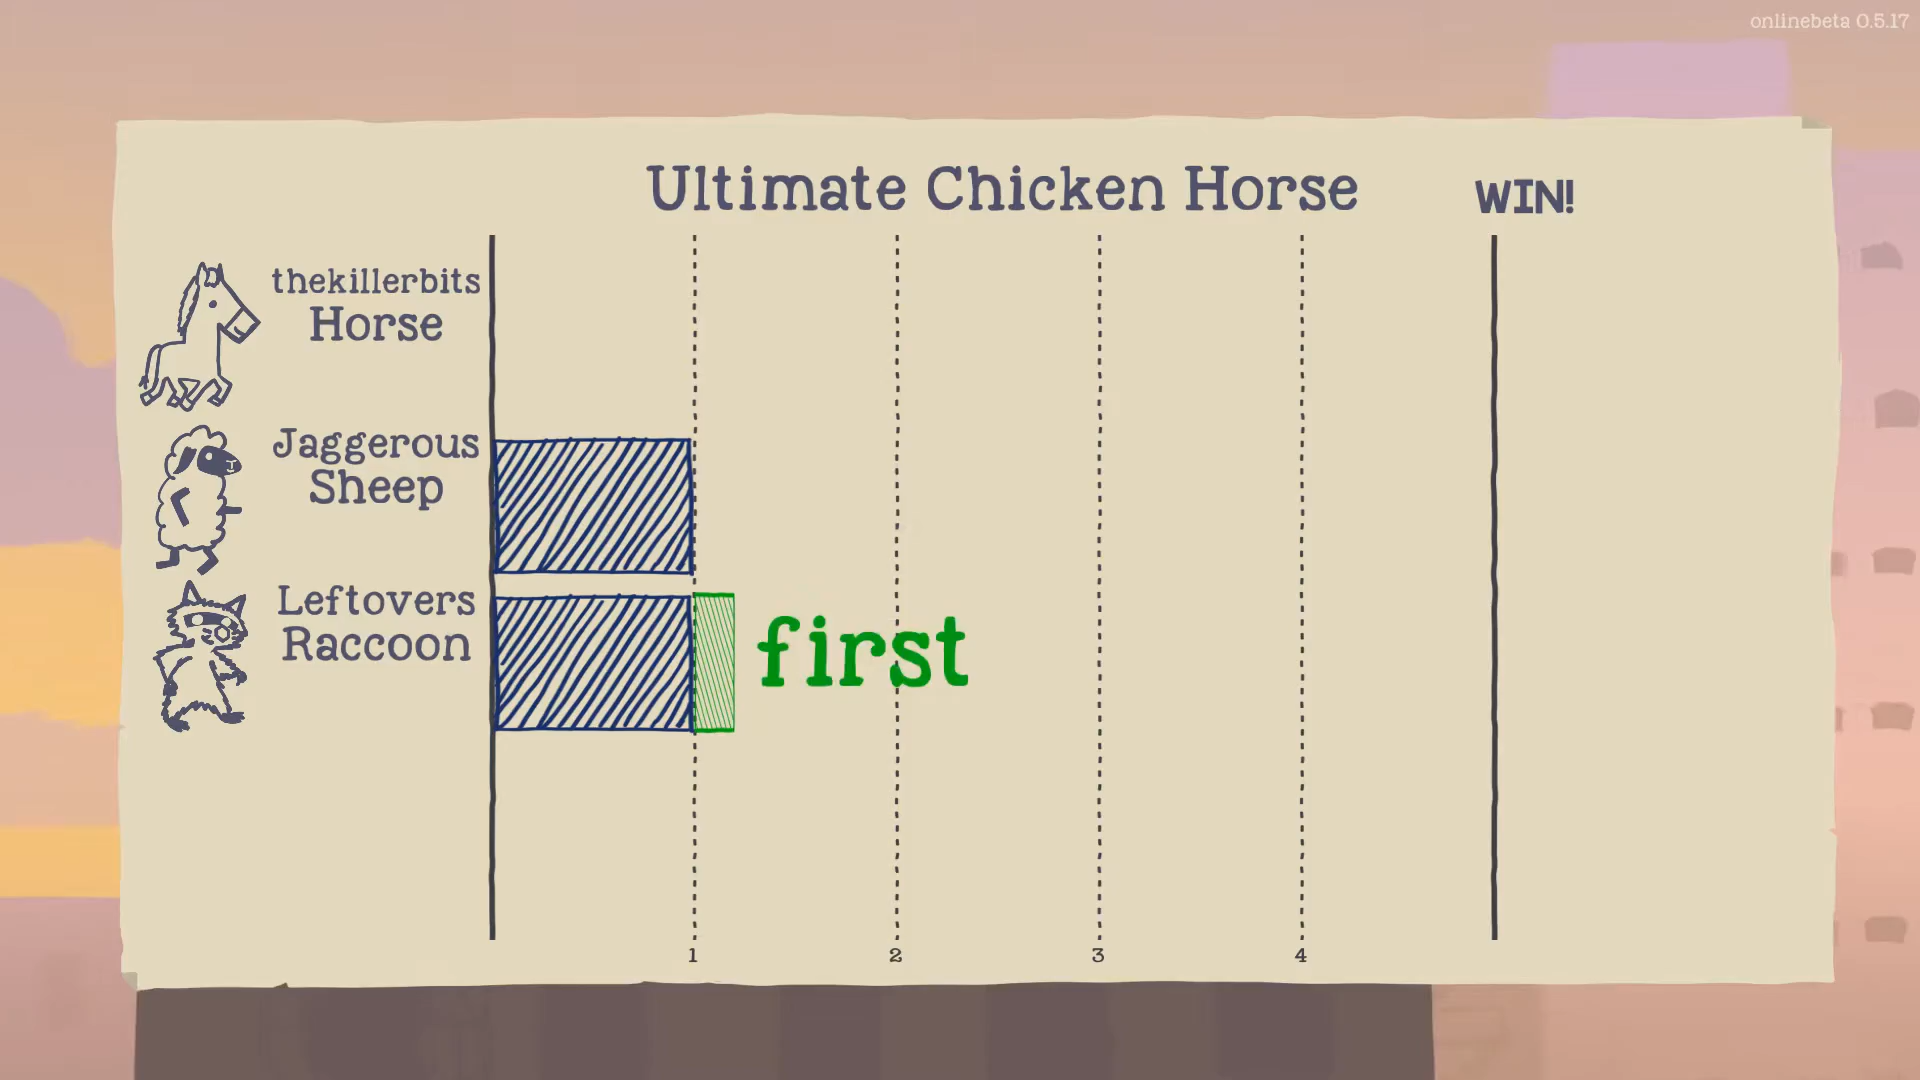 onlinebeta 0.5.17
Ultimate Chicken Horse
WIN!
thekillerbits
Horse
Jaggerous
Sheep
Leftovers
Raccoon
first
1
2
3
4